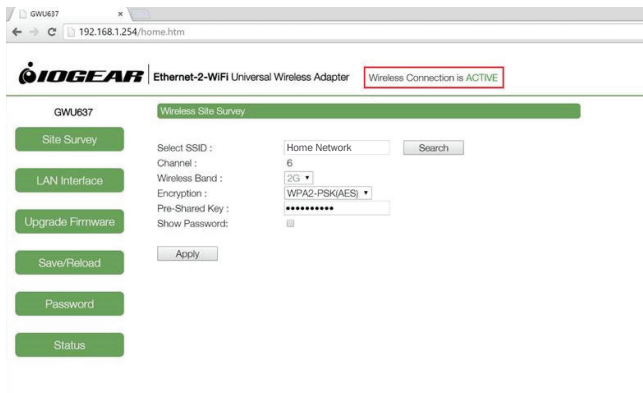 GWU637
192.168.1.254/home.htm
IOGEAR Ethernet-2-WiFi Universal Wireless Adapter Wireless Connection is ACTIVE
GWU637
Site Survey
LAN Interface
Upgrade Firmware
Save/Reload
Password
Status
Wireless Site Survey
Select SSID : Home Network Search
Channel : 6
Wireless Band : 2G
Encryption : WPA2-PSK(AES)
Pre-Shared Key : ••••••••••
Show Password:
Apply